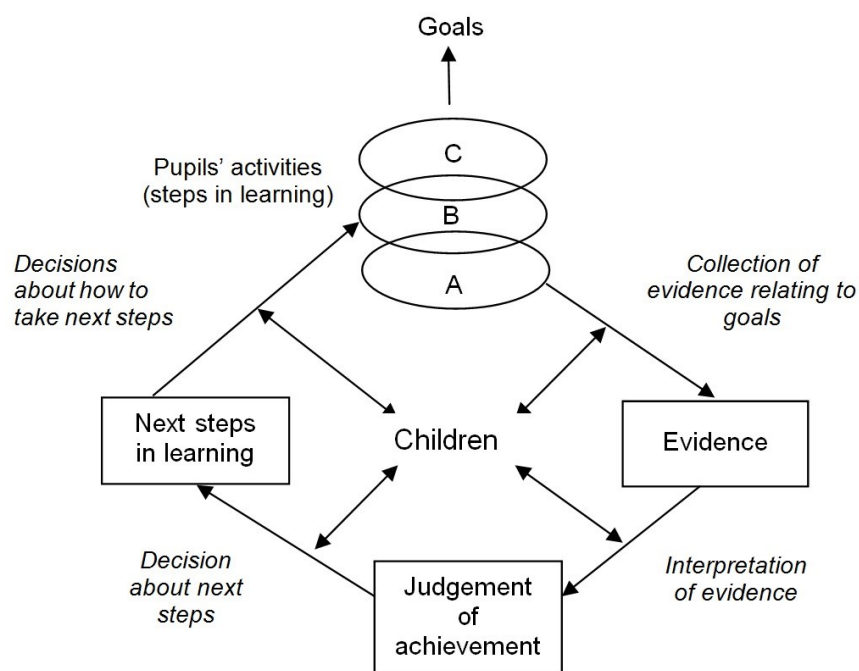 Goals
C
B
A
Pupils' activities
(steps in learning)
Decisions
about how to
take next steps
Collection of
evidence relating to
goals
Next steps
in learning
Children
Evidence
Decision
about next
steps
Judgement
of
achievement
Interpretation
of evidence